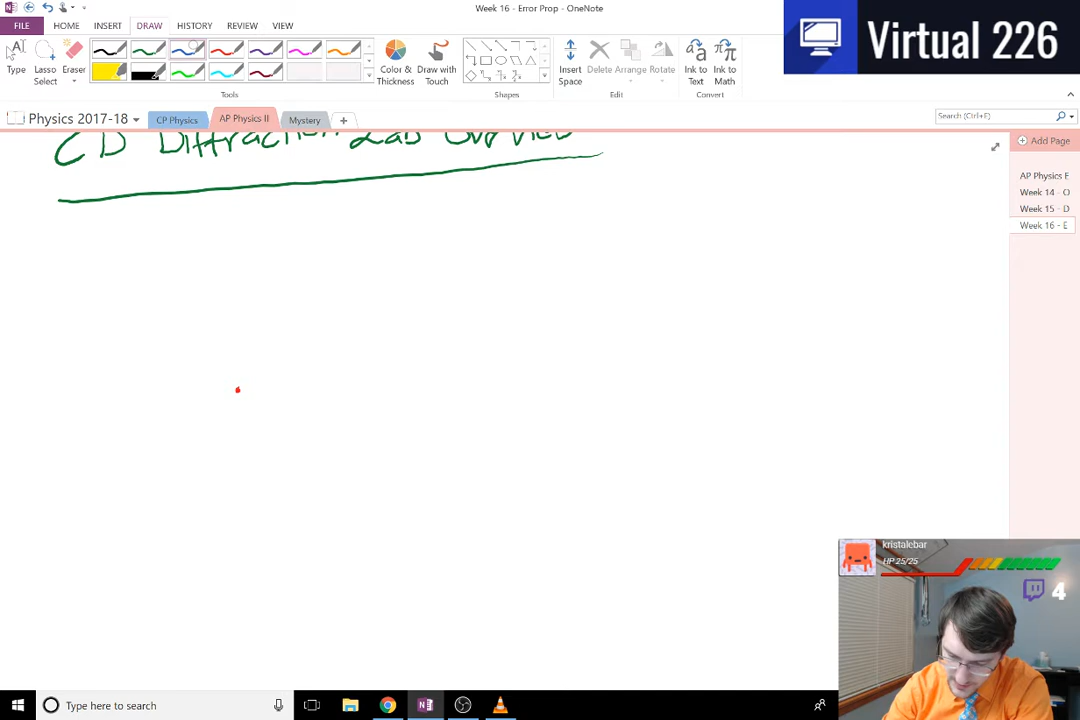 Week 16 - Error Prop - OneNote
Virtual 226
FILE HOME INSERT DRAW HISTORY REVIEW VIEW
Type
Lasso Select
Eraser
Color & Thickness
Draw with Touch
Insert Space
Delete
Arrange
Rotate
Ink to Text
Ink to Math
Tools
Shapes
Edit
Convert
Physics 2017-18
CP Physics
AP Physics II
Mystery
Search (Ctrl+E)
Add Page
AP Physics E
Week 14 - O
Week 15 - D
Week 16 - E
CD Diffraction Lab
kristalebar
HP 25/25
4
Type here to search